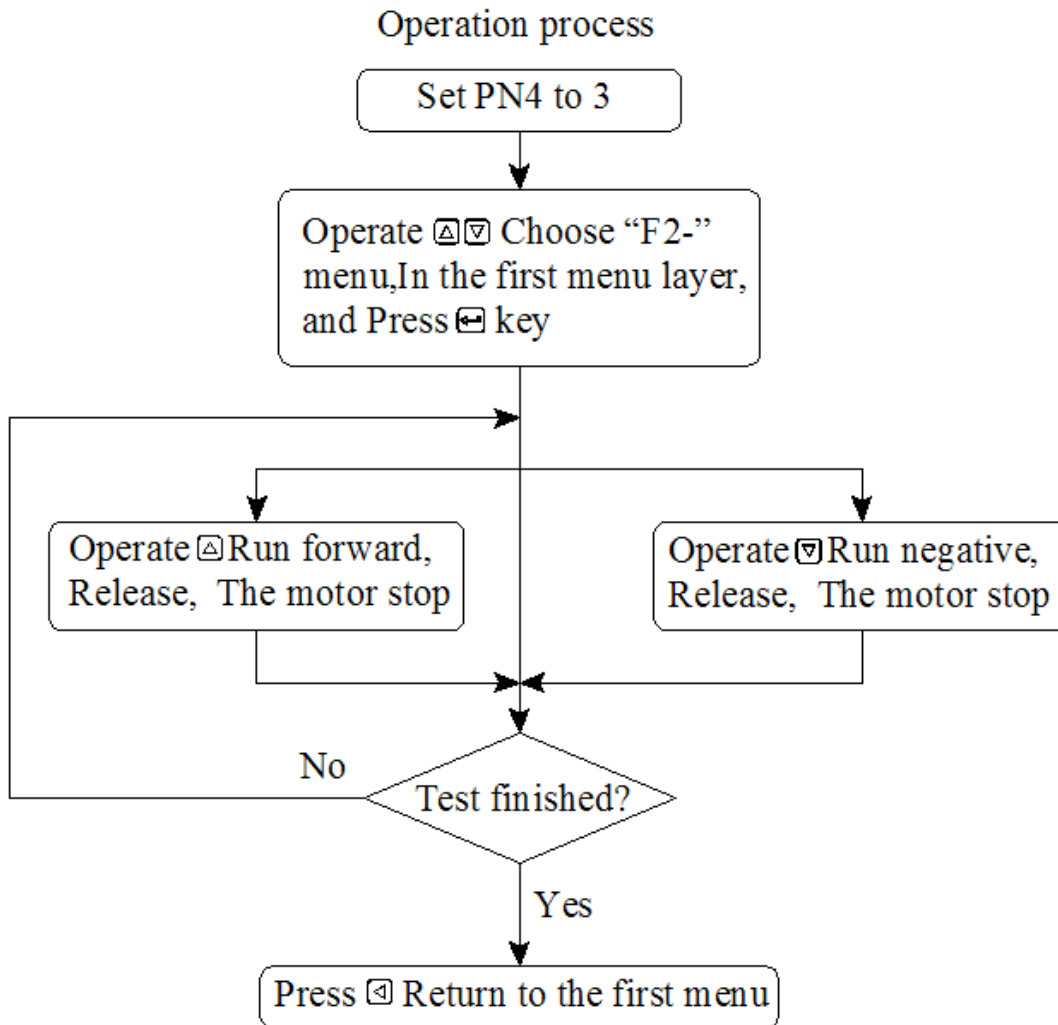 Operation process
Set PN4 to 3
Operate △ ▽ Choose “F2-”
menu,In the first menu layer,
and Press ↵ key
Operate △ Run forward,
Release, The motor stop
Operate ▽ Run negative,
Release, The motor stop
No
Test finished?
Yes
Press ◁ Return to the first menu